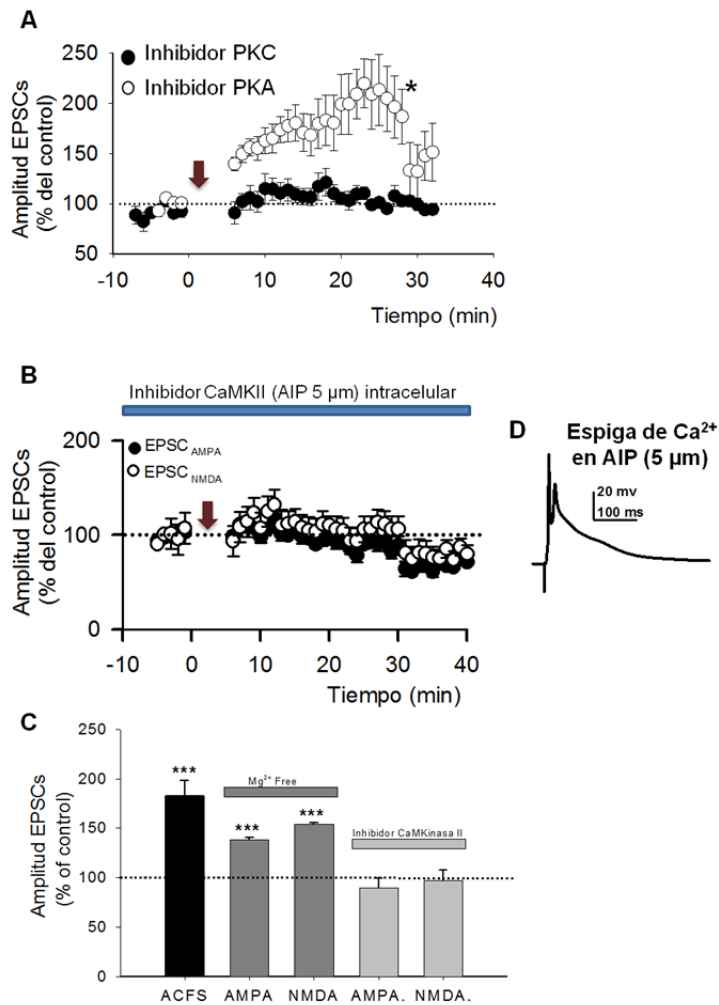 A
Inhibidor PKC
Inhibidor PKA
*
Amplitud EPSCs
(% del control)
250
200
150
100
50
-10
0
10
20
30
40
Tiempo (min)
B
Inhibidor CaMKII (AIP 5 µm) intracelular
EPSC AMPA
EPSC NMDA
Amplitud EPSCs
(% del control)
200
100
0
-10
0
10
20
30
40
Tiempo (min)
D
Espiga de Ca2+
en AIP (5 µm)
20 mv
100 ms
C
Amplitud EPSCs
(% of control)
250
200
150
100
50
0
***
***
***
Mg2+ Free
Inhibidor CaMKinasa II
ACFS
AMPA
NMDA
AMPA.
NMDA.